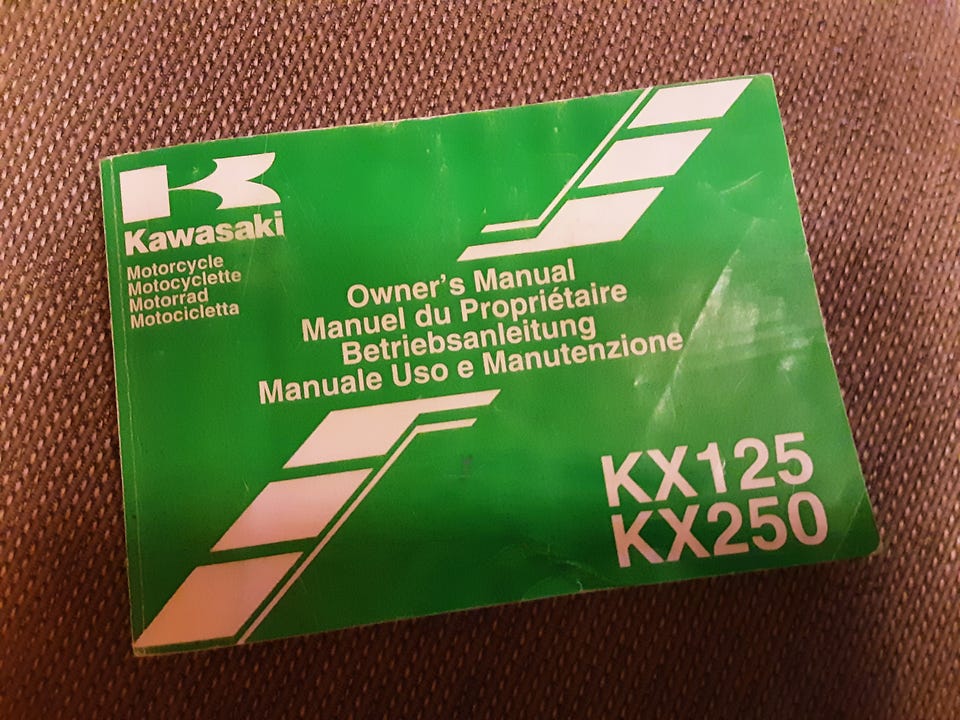 Kawasaki
Motorcycle
Motocyclette
Motorrad
Motocicletta
Owner's Manual
Manuel du Propriétaire
Betriebsanleitung
Manuale Uso e Manutenzione
KX125
KX250